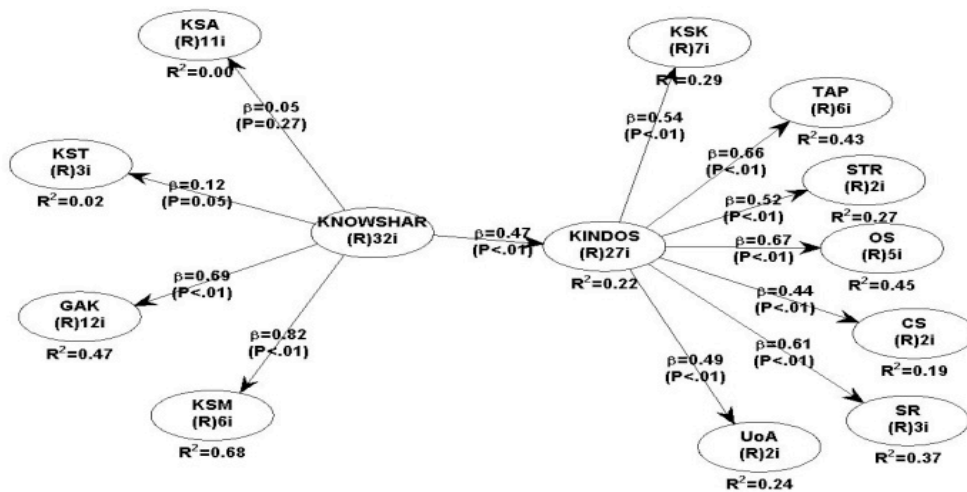 KSA
(R)11i
R²=0.00
β=0.05
(P=0.27)
KST
(R)3i
R²=0.02
β=0.12
(P=0.05)
KNOWSHAR
(R)32i
GAK
(R)12i
R²=0.47
β=0.69
(P<.01)
KSM
(R)6i
R²=0.68
β=0.82
(P<.01)
β=0.47
(P<.01)
KINDOS
(R)27i
R²=0.22
KSK
(R)7i
R²=0.29
β=0.54
(P<.01)
TAP
(R)6i
R²=0.43
β=0.66
(P<.01)
STR
(R)2i
R²=0.27
β=0.52
(P<.01)
OS
(R)5i
R²=0.45
β=0.67
(P<.01)
CS
(R)2i
R²=0.19
β=0.44
(P<.01)
SR
(R)3i
R²=0.37
β=0.61
(P<.01)
UoA
(R)2i
R²=0.24
β=0.49
(P<.01)